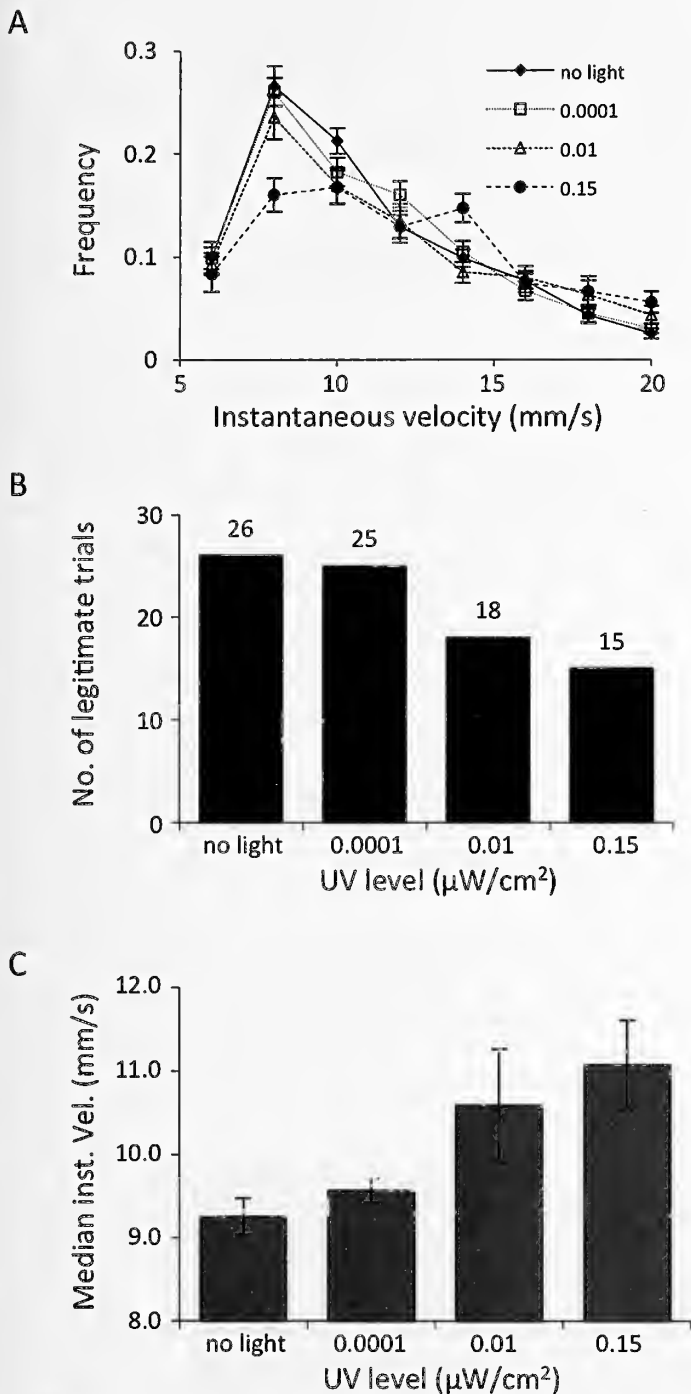 A
Frequency
0.3
0.2
0.1
0
5
10
15
20
Instantaneous velocity (mm/s)
no light
0.0001
0.01
0.15
B
No. of legitimate trials
30
20
10
0
26
25
18
15
no light
0.0001
0.01
0.15
UV level (µW/cm²)
C
Median inst. Vel. (mm/s)
12.0
11.0
10.0
9.0
8.0
no light
0.0001
0.01
0.15
UV level (µW/cm²)